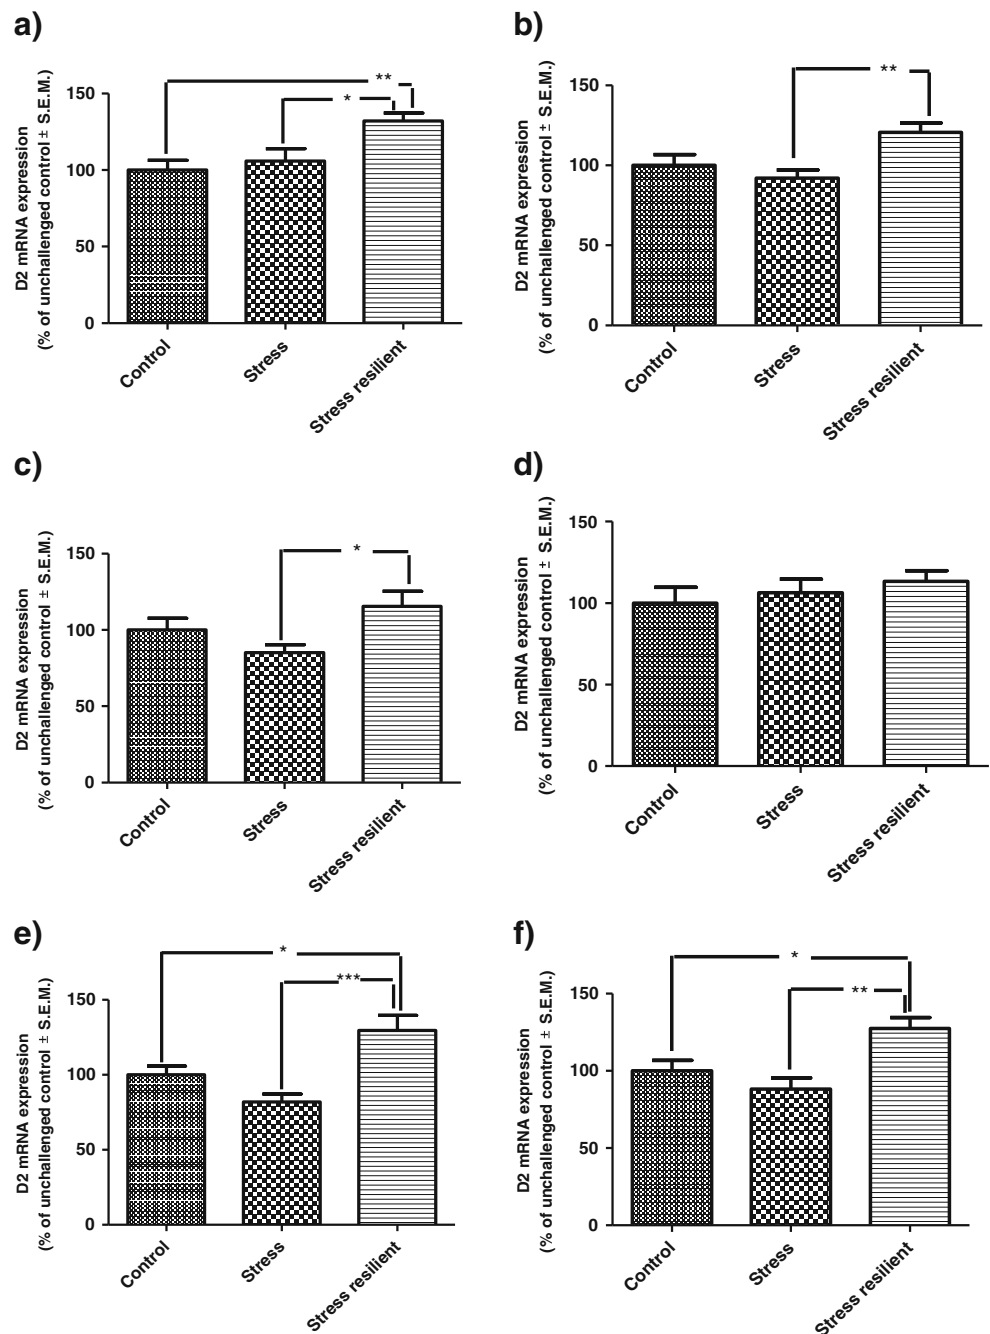 a)
D2 mRNA expression
(% of unchallenged control ± S.E.M.)
150
100
50
0
**
*
Control
Stress
Stress resilient
b)
D2 mRNA expression
(% of unchallenged control ± S.E.M.)
150
100
50
0
**
Control
Stress
Stress resilient
c)
D2 mRNA expression
(% of unchallenged control ± S.E.M.)
150
100
50
0
*
Control
Stress
Stress resilient
d)
D2 mRNA expression
(% of unchallenged control ± S.E.M.)
150
100
50
0
Control
Stress
Stress resilient
e)
D2 mRNA expression
(% of unchallenged control ± S.E.M.)
150
100
50
0
*
***
Control
Stress
Stress resilient
f)
D2 mRNA expression
(% of unchallenged control ± S.E.M.)
150
100
50
0
*
**
Control
Stress
Stress resilient